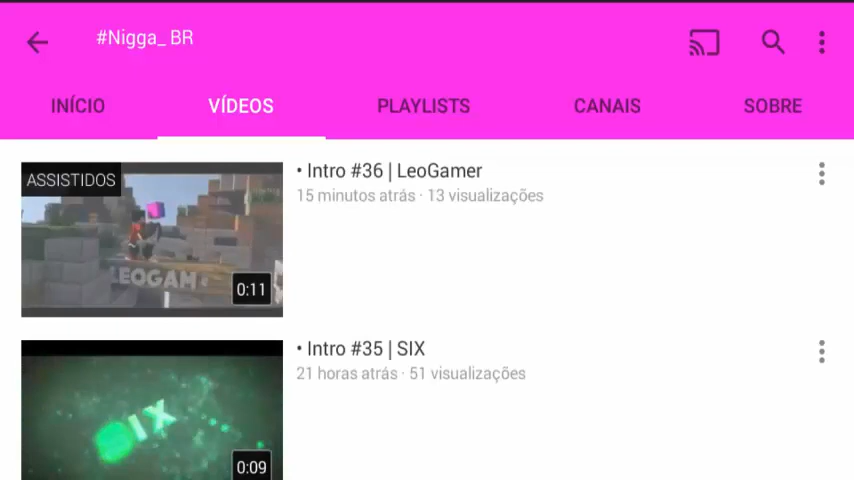 #Nigga_ BR
INÍCIO
VÍDEOS
PLAYLISTS
CANAIS
SOBRE
ASSISTIDOS
LEOGAM
0:11
• Intro #36 | LeoGamer
15 minutos atrás · 13 visualizações
SIX
0:09
• Intro #35 | SIX
21 horas atrás · 51 visualizações